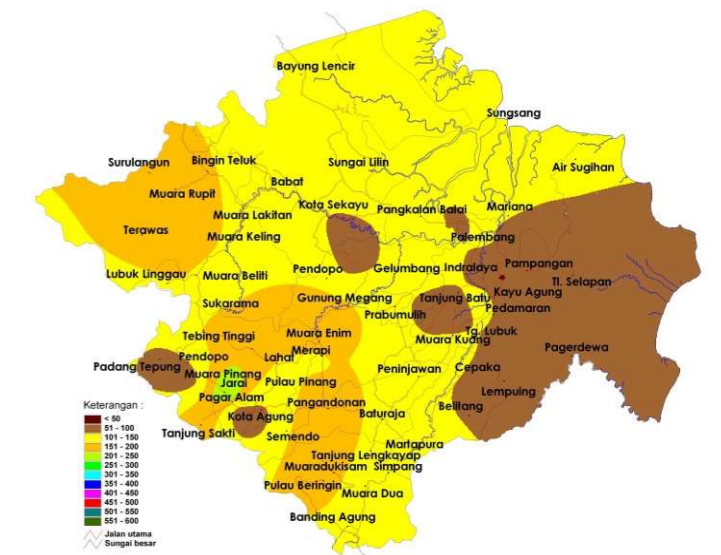 Bayung Lencir
Sungsang
Surulangun
Bingin Teluk
Sungai Lilin
Air Sugihan
Babat
Muara Rupit
Kota Sekayu
Pangkalan Balai
Mariana
Muara Lakitan
Terawas
Muara Keling
Palembang
Lubuk Linggau
Muara Beliti
Pendopo
Gelumbang
Indralaya
Pampangan
Tl. Selapan
Kayu Agung
Sukarama
Gunung Megang
Tanjung Batu
Pedamaran
Prabumulih
Tebing Tinggi
Muara Enim
Muara Kuang
Tg. Lubuk
Merapi
Pagerdewa
Padang Tepung
Pendopo
Lahat
Muara Pinang
Peninjawan
Cepaka
Jarai
Pulau Pinang
Lempuing
Pagar Alam
Pangandonan
Belitang
Kota Agung
Baturaja
Tanjung Sakti
Semendo
Martapura
Tanjung Lengkayap
Muaradukisam
Simpang
Pulau Beringin
Muara Dua
Banding Agung
Keterangan :
< 50
51 - 100
101 - 150
151 - 200
201 - 250
251 - 300
301 - 350
351 - 400
401 - 450
451 - 500
501 - 550
551 - 600
Jalan utama
Sungai besar